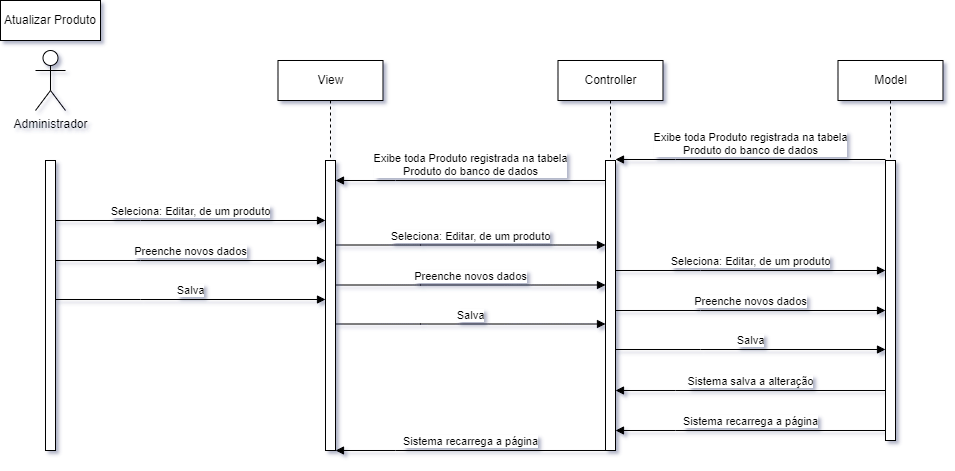 Atualizar Produto
Administrador
View
Controller
Model
Exibe toda Produto registrada na tabela
Produto do banco de dados
Exibe toda Produto registrada na tabela
Produto do banco de dados
Seleciona: Editar, de um produto
Seleciona: Editar, de um produto
Seleciona: Editar, de um produto
Preenche novos dados
Preenche novos dados
Preenche novos dados
Salva
Salva
Salva
Sistema salva a alteração
Sistema recarrega a página
Sistema recarrega a página